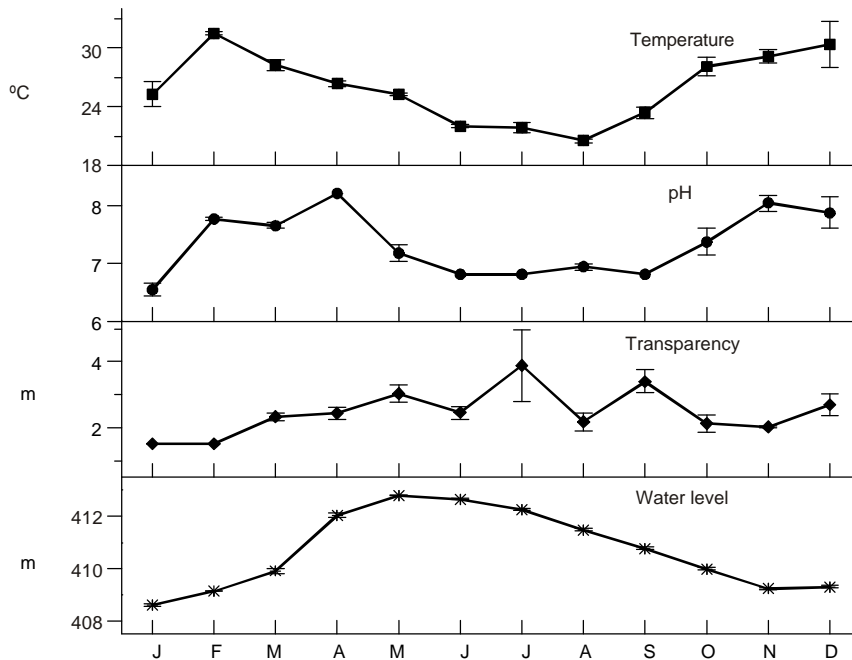 Temperature
30
ºC
24
18
pH
8
7
6
Transparency
4
m
2
Water level
412
m
410
408
J F M A M J J A S O N D